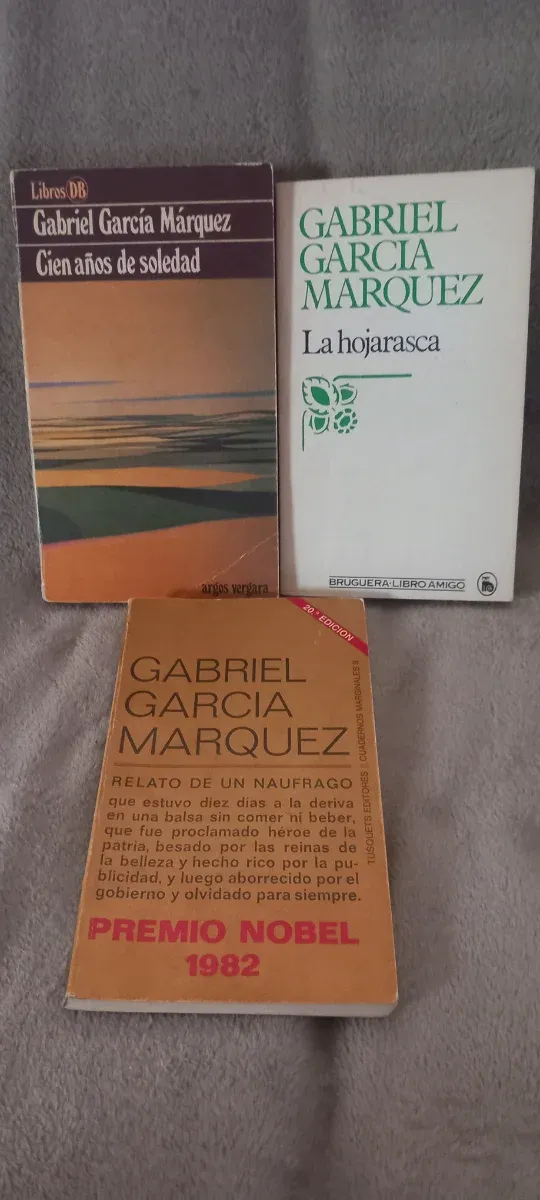 Libros DB
Gabriel García Márquez
Cien años de soledad
argos vergara
GABRIEL
GARCIA
MARQUEZ
La hojarasca
BRUGUERA·LIBRO AMIGO
20.ª EDICION
GABRIEL
GARCIA
MARQUEZ
RELATO DE UN NAUFRAGO
que estuvo diez días a la deriva
en una balsa sin comer ni beber,
que fue proclamado héroe de la
patria, besado por las reinas de
la belleza y hecho rico por la pu-
blicidad, y luego aborrecido por el
gobierno y olvidado para siempre.
PREMIO NOBEL
1982
TUSQUETS EDITORES CUADERNOS MARGINALES 8